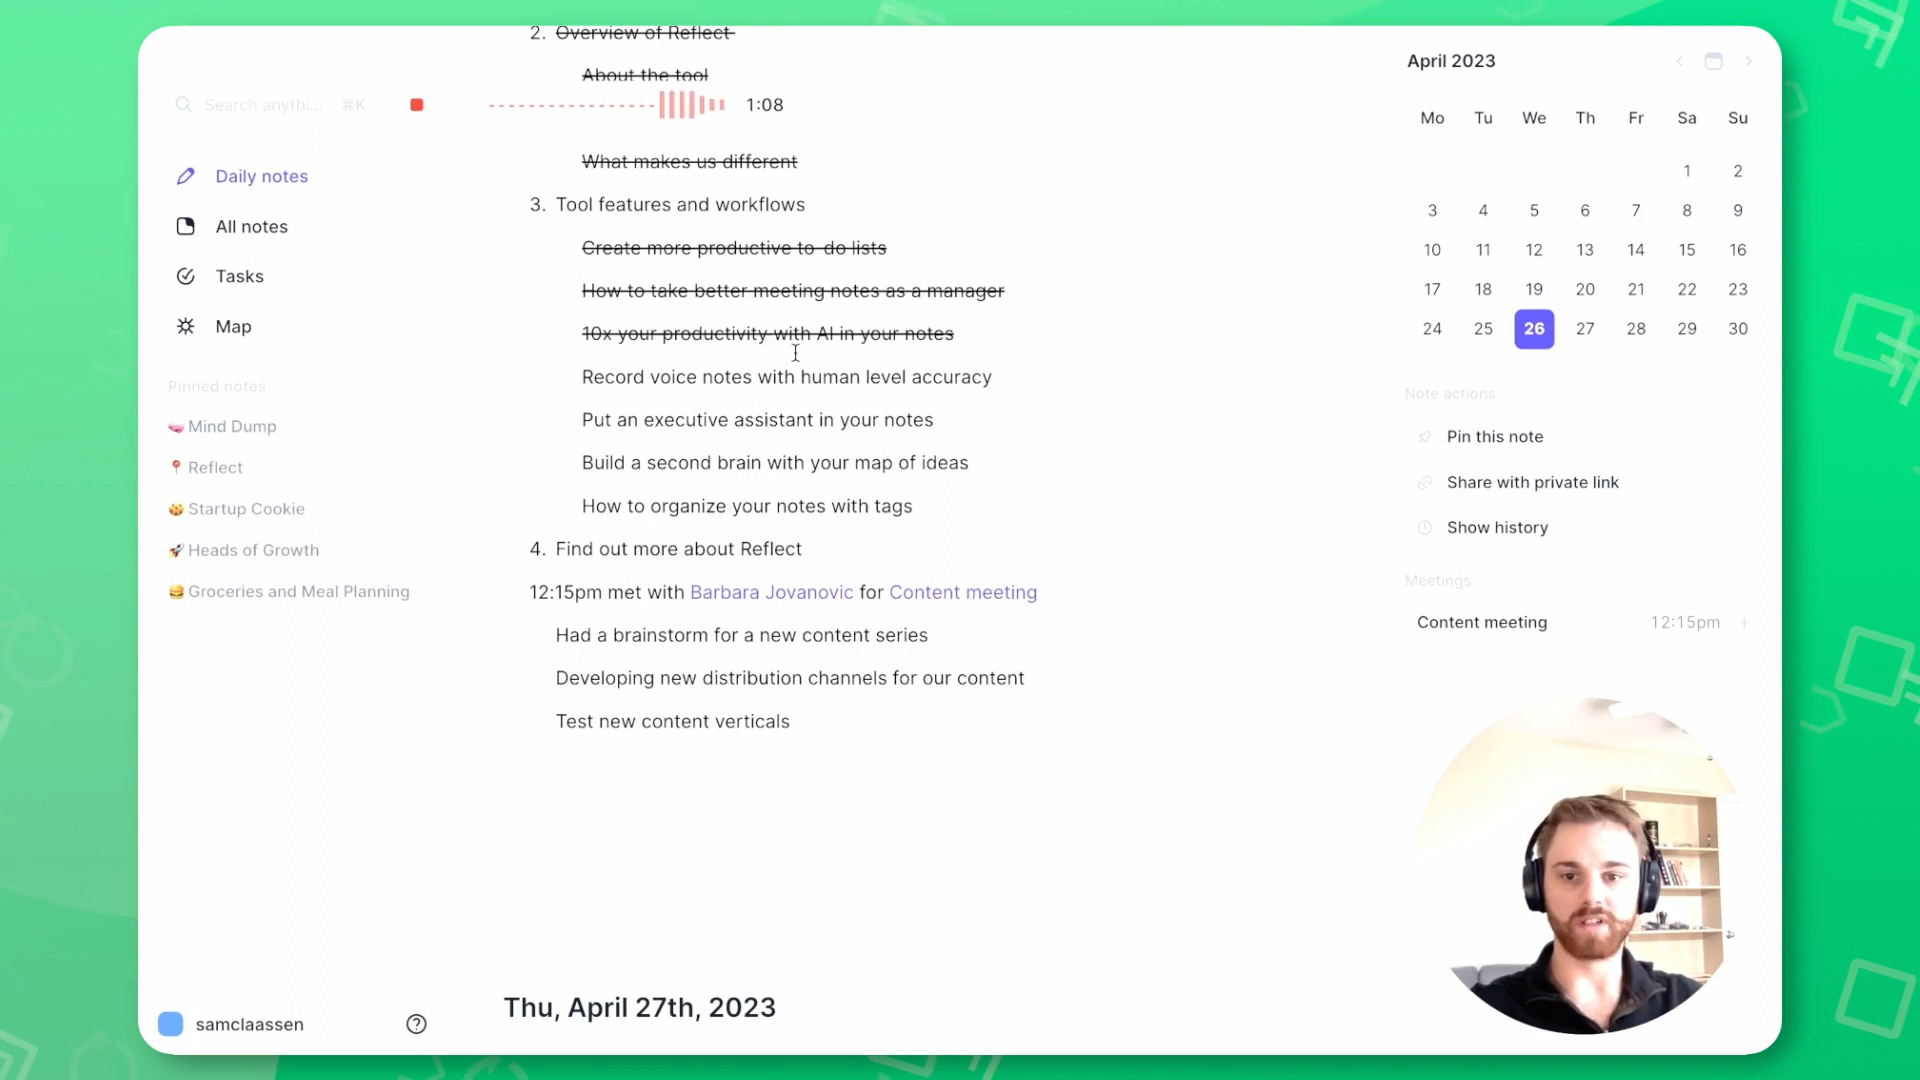 2. Overview of Reflect
About the tool
Search anythi... ⌘K
1:08
What makes us different
3. Tool features and workflows
Create more productive to-do lists
How to take better meeting notes as a manager
10x your productivity with AI in your notes
Record voice notes with human level accuracy
Put an executive assistant in your notes
Build a second brain with your map of ideas
How to organize your notes with tags
4. Find out more about Reflect
12:15pm met with Barbara Jovanovic for Content meeting
Had a brainstorm for a new content series
Developing new distribution channels for our content
Test new content verticals
Thu, April 27th, 2023
Daily notes
All notes
Tasks
Map
Pinned notes
Mind Dump
Reflect
Startup Cookie
Heads of Growth
Groceries and Meal Planning
samclaassen
April 2023
Mo Tu We Th Fr Sa Su
1 2
3 4 5 6 7 8 9
10 11 12 13 14 15 16
17 18 19 20 21 22 23
24 25 26 27 28 29 30
Note actions
Pin this note
Share with private link
Show history
Meetings
Content meeting 12:15pm +